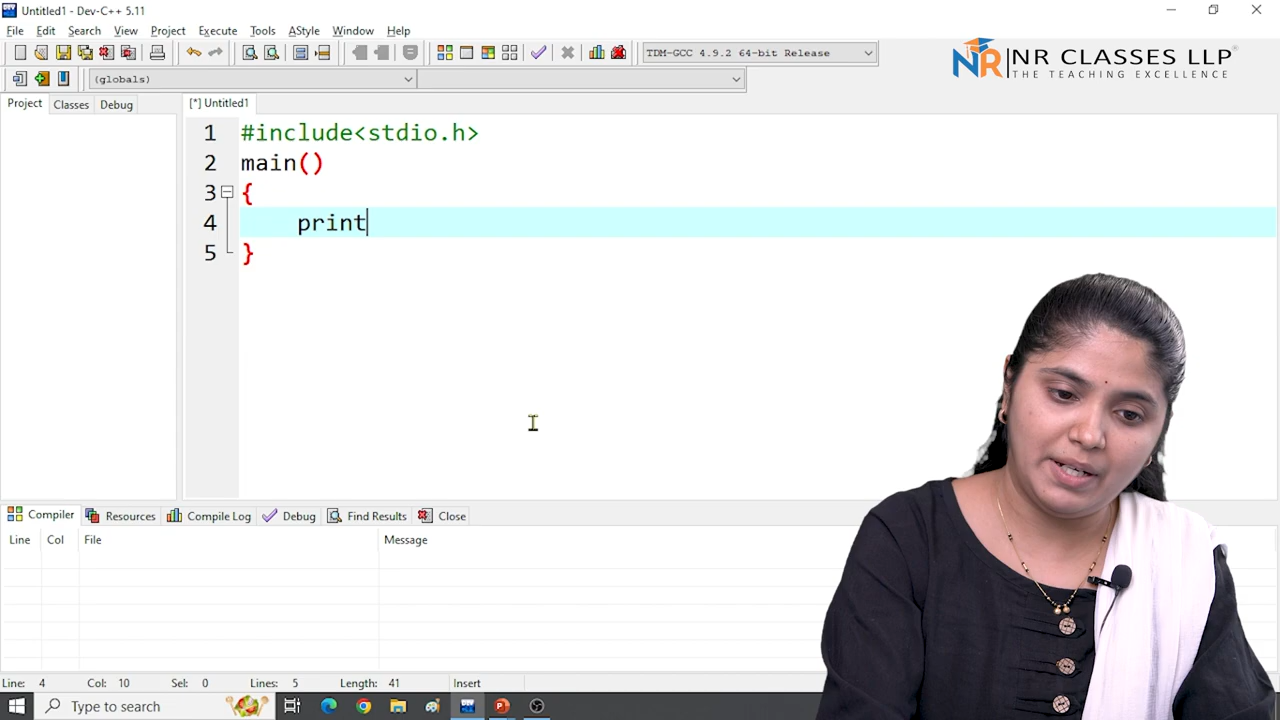 Untitled1 - Dev-C++ 5.11
File Edit Search View Project Execute Tools AStyle Window Help
TDM-GCC 4.9.2 64-bit Release
NR NR CLASSES LLP®
THE TEACHING EXCELLENCE
(globals)
Project Classes Debug
[*] Untitled1
1 #include<stdio.h>
2 main()
3 {
4 print
5 }
Compiler Resources Compile Log Debug Find Results Close
Line Col File Message
Line: 4 Col: 10 Sel: 0 Lines: 5 Length: 41 Insert
Type to search